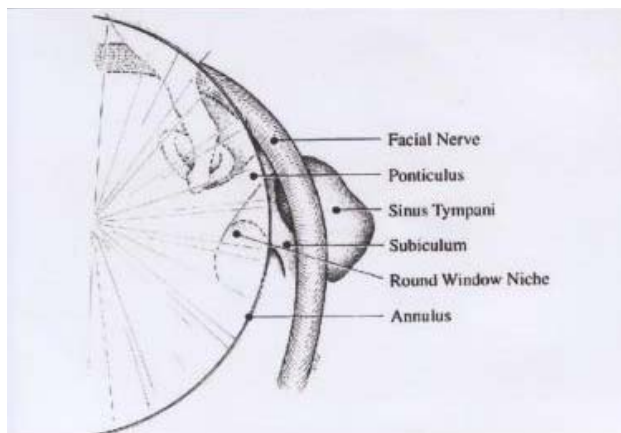 Facial Nerve
Ponticulus
Sinus Tympani
Subiculum
Round Window Niche
Annulus